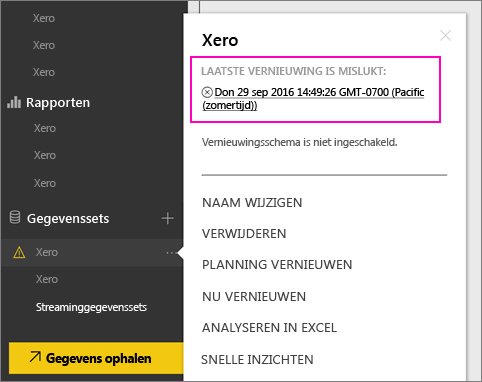 Xero
Xero
Xero
Rapporten
Xero
Xero
Xero
Gegevenssets
Xero
Xero
Streaminggegevenssets
Gegevens ophalen
Xero
LAATSTE VERNIEUWING IS MISLUKT:
Don 29 sep 2016 14:49:26 GMT-0700 (Pacific
(zomertijd))
Vernieuwingsschema is niet ingeschakeld.
NAAM WIJZIGEN
VERWIJDEREN
PLANNING VERNIEUWEN
NU VERNIEUWEN
ANALYSEREN IN EXCEL
SNELLE INZICHTEN